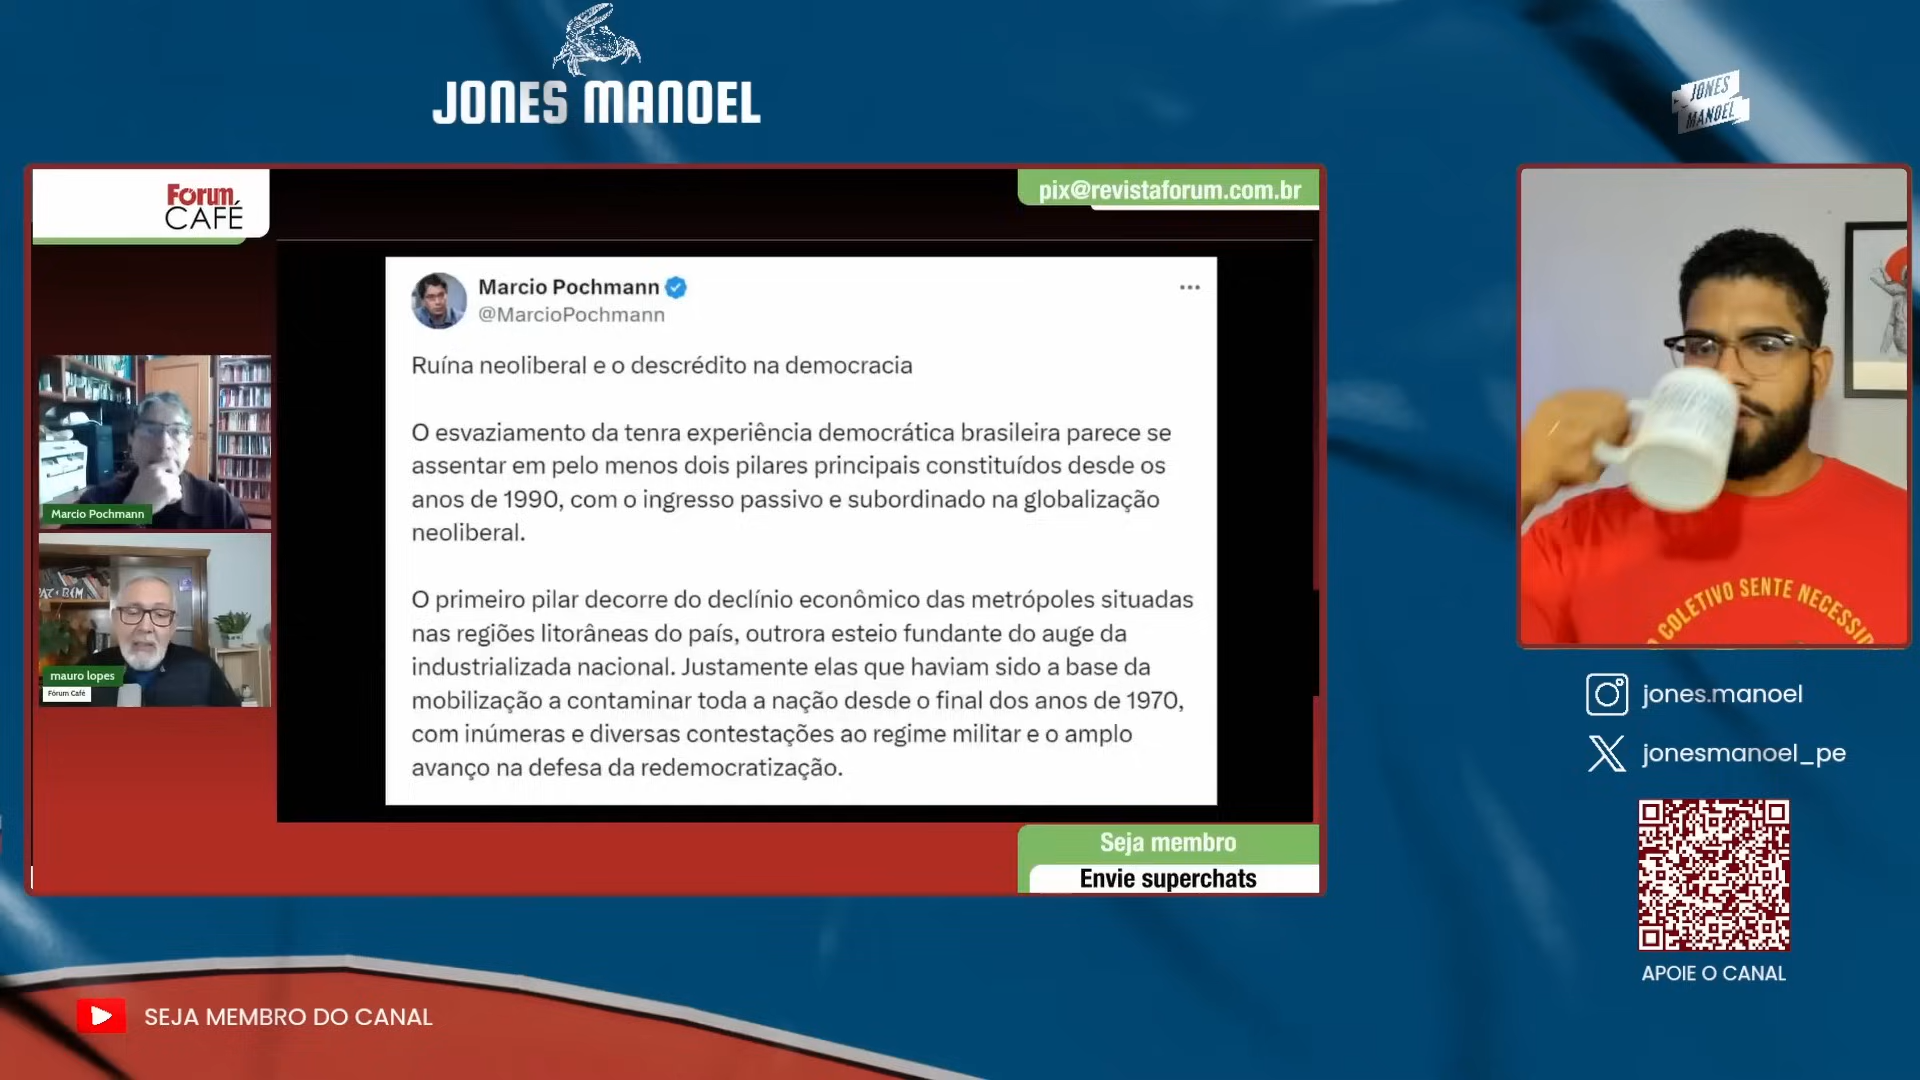 JONES MANOEL
JONES
MANOEL
Forum
CAFÉ
pix@revistaforum.com.br
Marcio Pochmann
@MarcioPochmann
Ruína neoliberal e o descrédito na democracia
O esvaziamento da tenra experiência democrática brasileira parece se
assentar em pelo menos dois pilares principais constituídos desde os
anos de 1990, com o ingresso passivo e subordinado na globalização
neoliberal.
O primeiro pilar decorre do declínio econômico das metrópoles situadas
nas regiões litorâneas do país, outrora esteio fundante do auge da
industrializada nacional. Justamente elas que haviam sido a base da
mobilização a contaminar toda a nação desde o final dos anos de 1970,
com inúmeras e diversas contestações ao regime militar e o amplo
avanço na defesa da redemocratização.
Marcio Pochmann
mauro lopes
Fórum Café
Seja membro
Envie superchats
O COLETIVO SENTE NECESSID
jones.manoel
jonesmanoel_pe
APOIE O CANAL
SEJA MEMBRO DO CANAL